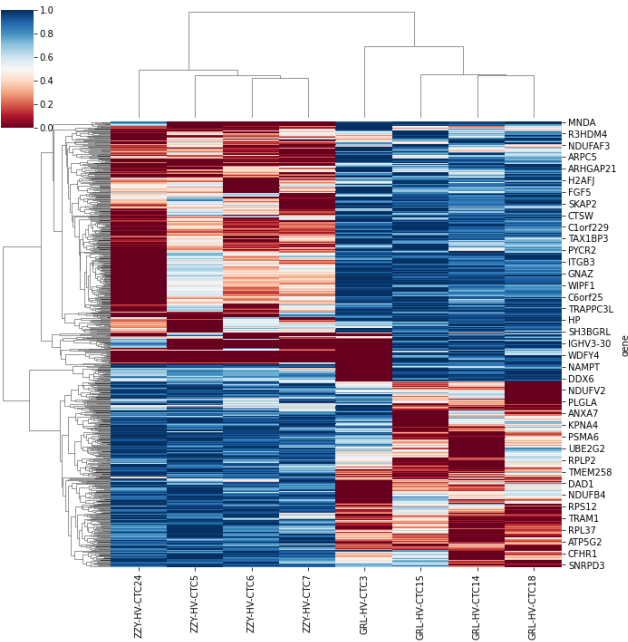 1.0
0.8
0.6
0.4
0.2
0.0
MNDA
R3HDM4
NDUFAF3
ARPC5
ARHGAP21
H2AFJ
FGF5
SKAP2
CTSW
C1orf229
TAX1BP3
PYCR2
ITGB3
GNAZ
WIPF1
C6orf25
TRAPPC3L
HP
SH3BGRL
IGHV3-30
WDFY4
NAMPT
DDX6
NDUFV2
PLGLA
ANXA7
KPNA4
PSMA6
UBE2G2
RPLP2
TMEM258
DAD1
NDUFB4
RPS12
TRAM1
RPL37
ATP5G2
CFHR1
SNRPD3
gene
ZZY-HV-CTC24
ZZY-HV-CTC5
ZZY-HV-CTC6
ZZY-HV-CTC7
GRL-HV-CTC3
GRL-HV-CTC15
GRL-HV-CTC14
GRL-HV-CTC18